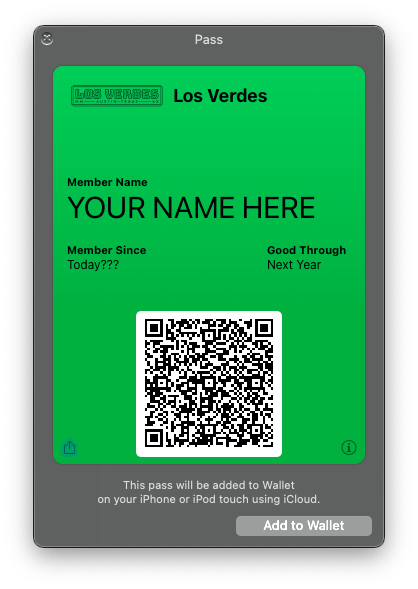 Pass
LOS VERDES
AUSTIN-TEXAS
Los Verdes
Member Name
YOUR NAME HERE
Member Since
Good Through
Today???
Next Year
This pass will be added to Wallet
on your iPhone or iPod touch using iCloud.
Add to Wallet